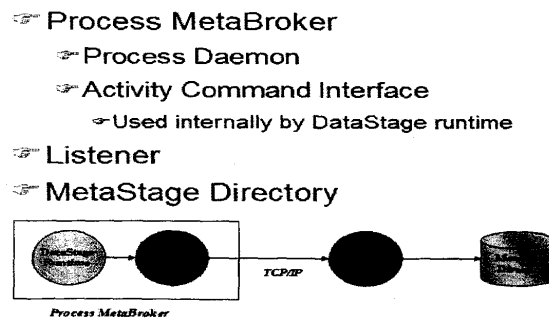 Process MetaBroker
Process Daemon
Activity Command Interface
Used internally by DataStage runtime
Listener
MetaStage Directory
DataStage
TCP/IP
Process MetaBroker